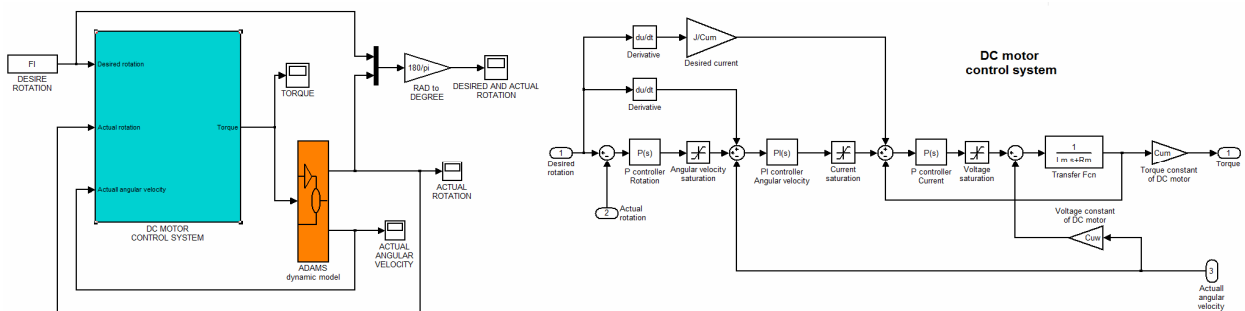 FI
DESIRE
ROTATION
Desired rotation
Actual rotation
Actuall angular velocity
Torque
DC MOTOR
CONTROL SYSTEM
TORQUE
180/pi
RAD to
DEGREE
DESIRED AND ACTUAL
ROTATION
ACTUAL
ROTATION
ACTUAL
ANGULAR
VELOCITY
ADAMS
dynamic model
DC motor
control system
du/dt
Derivative
J/Cum
Desired current
du/dt
Derivative
1
Desired
rotation
2
Actual
rotation
P(s)
P controller
Rotation
Angular velocity
saturation
PI(s)
PI controller
Angular velocity
Current
saturation
P(s)
P controller
Current
Voltage
saturation
1
Lm.s+Rm
Transfer Fcn
Cum
Torque constant
of DC motor
1
Torque
Voltage constant
of DC motor
Cuw
3
Actuall angular
velocity